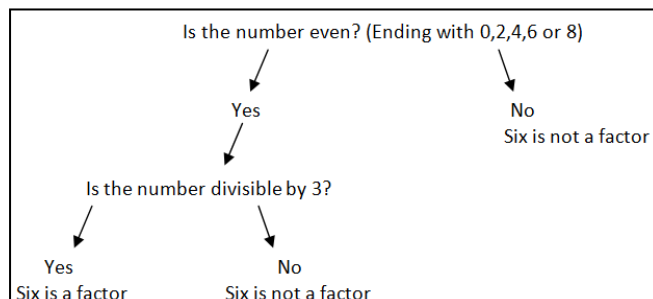 Is the number even? (Ending with 0,2,4,6 or 8)
Yes
No
Six is not a factor
Is the number divisible by 3?
Yes
No
Six is a factor
Six is not a factor